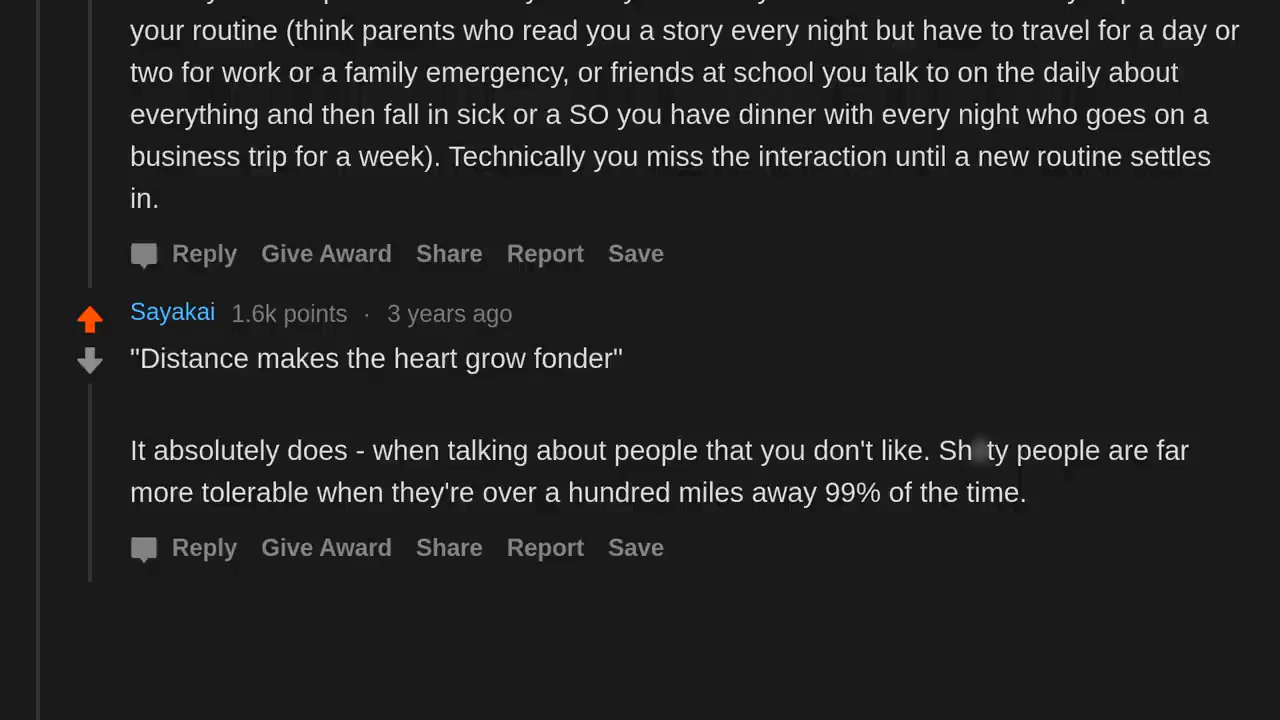 your routine (think parents who read you a story every night but have to travel for a day or
two for work or a family emergency, or friends at school you talk to on the daily about
everything and then fall in sick or a SO you have dinner with every night who goes on a
business trip for a week). Technically you miss the interaction until a new routine settles
in.
Reply Give Award Share Report Save
Sayakai 1.6k points · 3 years ago
"Distance makes the heart grow fonder"
It absolutely does - when talking about people that you don't like. Sh ty people are far
more tolerable when they're over a hundred miles away 99% of the time.
Reply Give Award Share Report Save